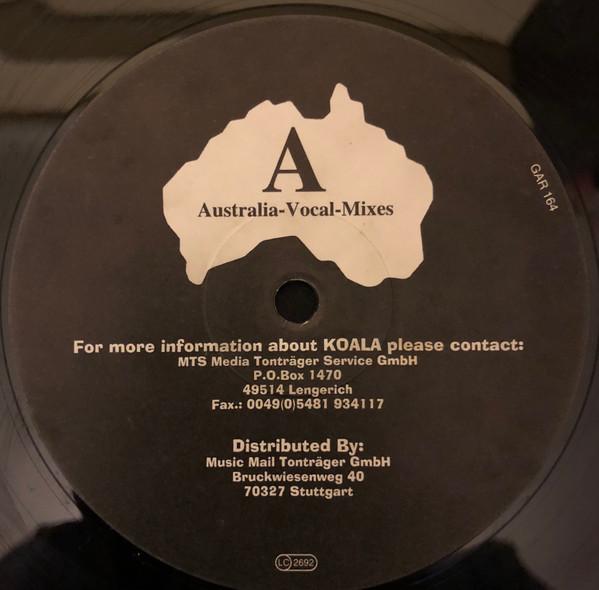 A
Australia-Vocal-Mixes
GAR 164
For more information about KOALA please contact:
MTS Media Tonträger Service GmbH
P.O.Box 1470
49514 Lengerich
Fax.: 0049(0)5481 934117
Distributed By:
Music Mail Tonträger GmbH
Bruckwiesenweg 40
70327 Stuttgart
LC 2692